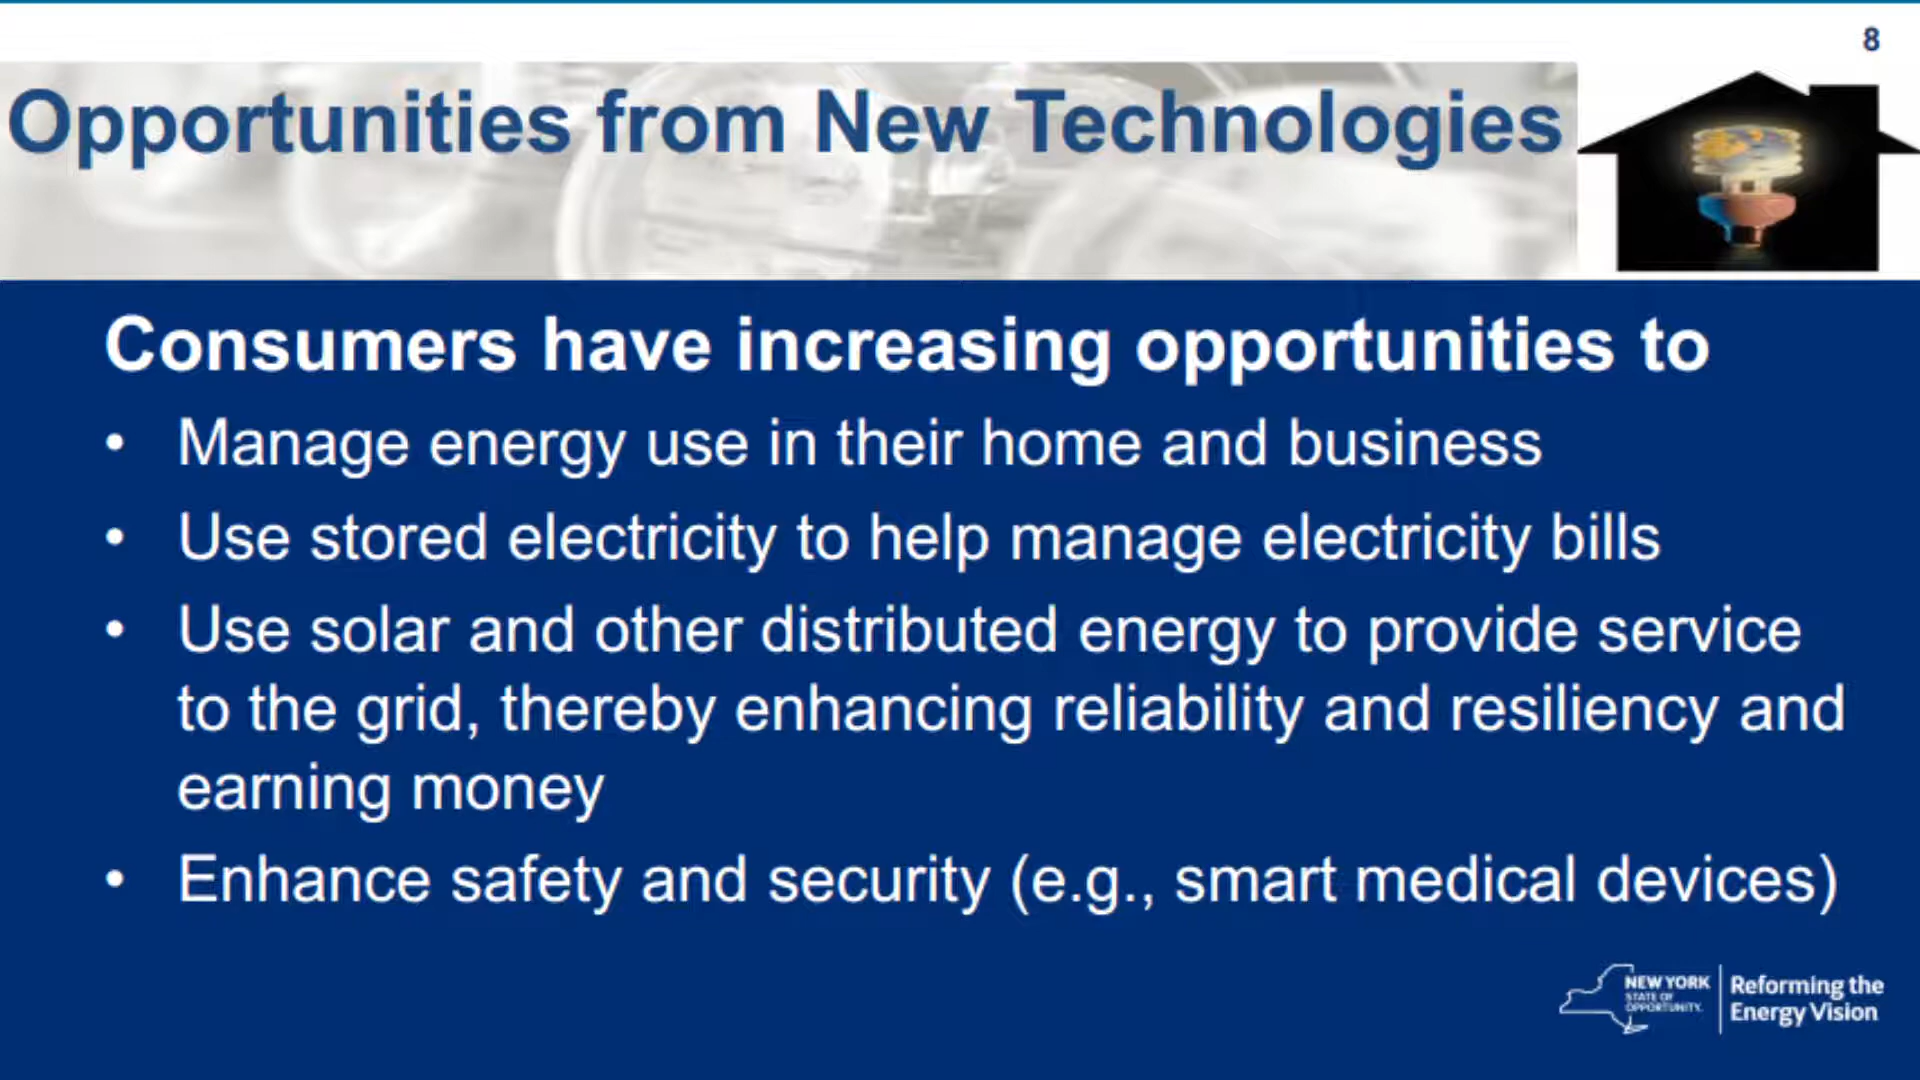 8
Opportunities from New Technologies
Consumers have increasing opportunities to
• Manage energy use in their home and business
• Use stored electricity to help manage electricity bills
• Use solar and other distributed energy to provide service
to the grid, thereby enhancing reliability and resiliency and
earning money
• Enhance safety and security (e.g., smart medical devices)
NEW YORK
STATE OF
OPPORTUNITY.
Reforming the
Energy Vision